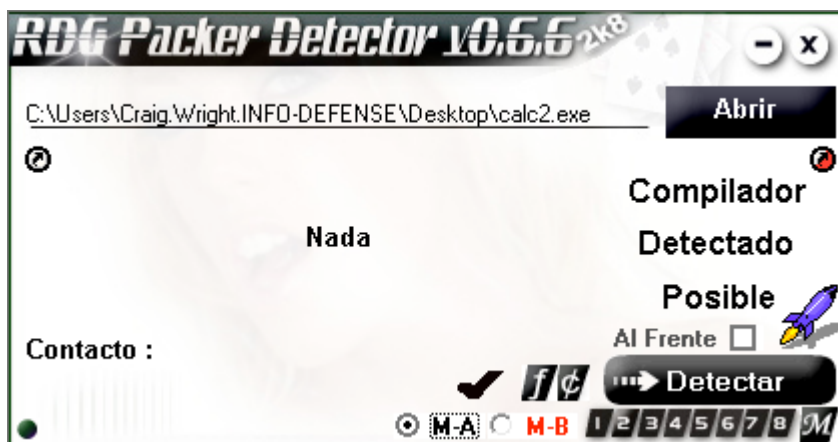 RDG Packer Detector v0.6.6 2k8
C:\Users\Craig.Wright.INFO-DEFENSE\Desktop\calc2.exe
Abrir
Compilador
Nada
Detectado
Posible
Al Frente
Contacto :
ƒ ¢
Detectar
M-A M-B 1 2 3 4 5 6 7 8 M